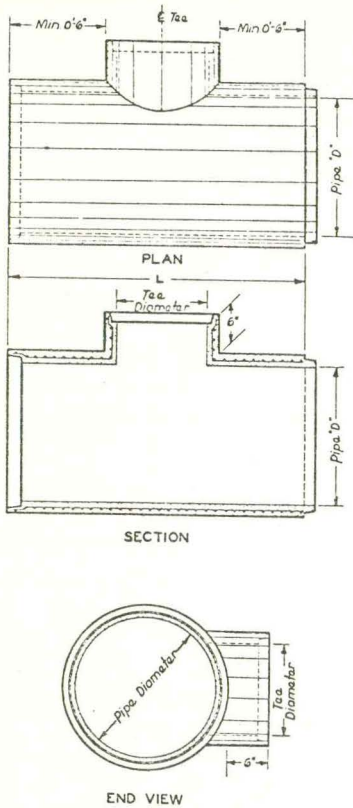 ℄ Tee
Min 0'-6"
Min 0'-6"
Pipe "D"
PLAN
L
Tee
Diameter
6"
Pipe "D"
SECTION
Pipe Diameter
Tee
Diameter
6"
END VIEW